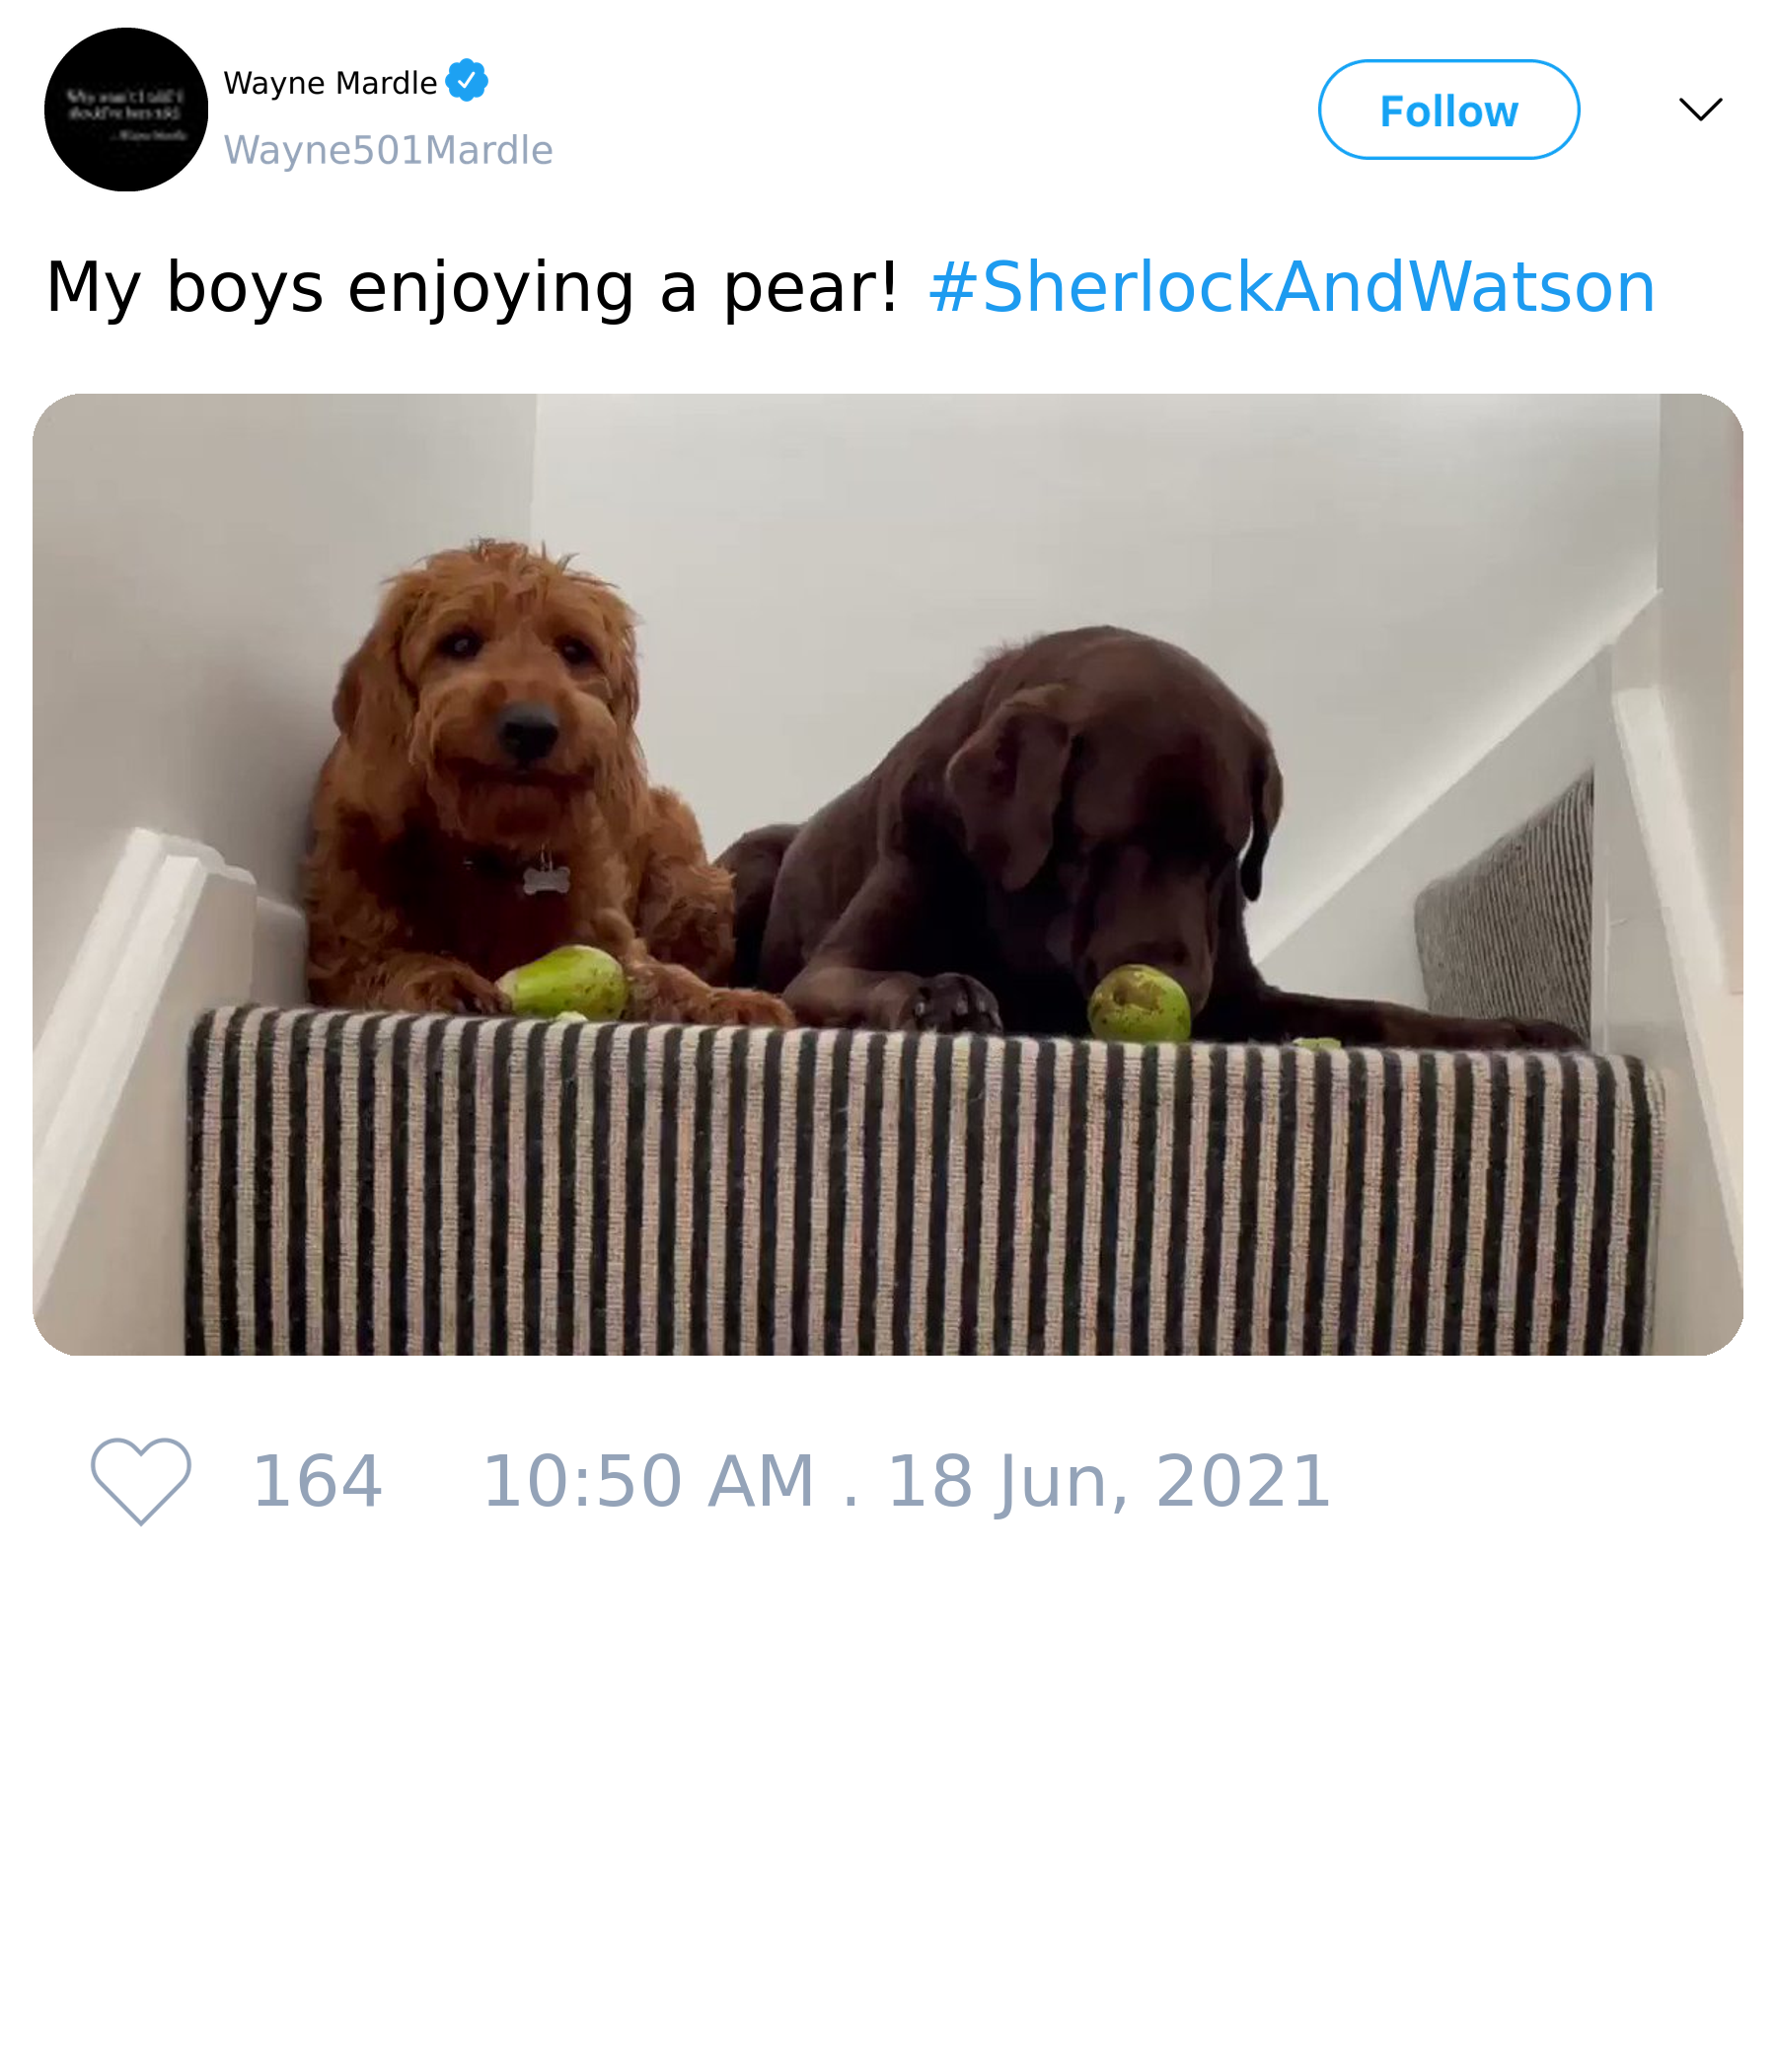 Wayne Mardle
Wayne501Mardle
Follow
My boys enjoying a pear! #SherlockAndWatson
164 10:50 AM . 18 Jun, 2021